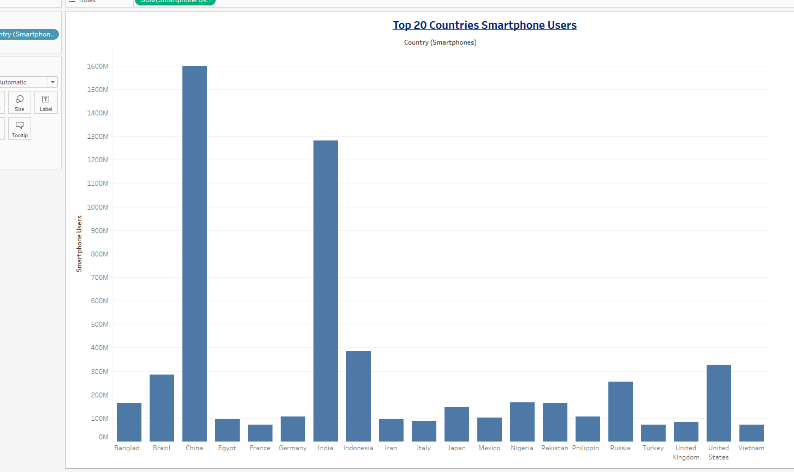 Top 20 Countries Smartphone Users
ntry (Smartphon..
Country (Smartphones)
Automatic
Size
Label
Tooltip
Smartphone Users
1600M
1500M
1400M
1300M
1200M
1100M
1000M
900M
800M
700M
600M
500M
400M
300M
200M
100M
0M
Banglad..
Brazil
China
Egypt
France
Germany
India
Indonesia
Iran
Italy
Japan
Mexico
Nigeria
Pakistan
Philippin..
Russia
Turkey
United
Kingdom
United
States
Vietnam